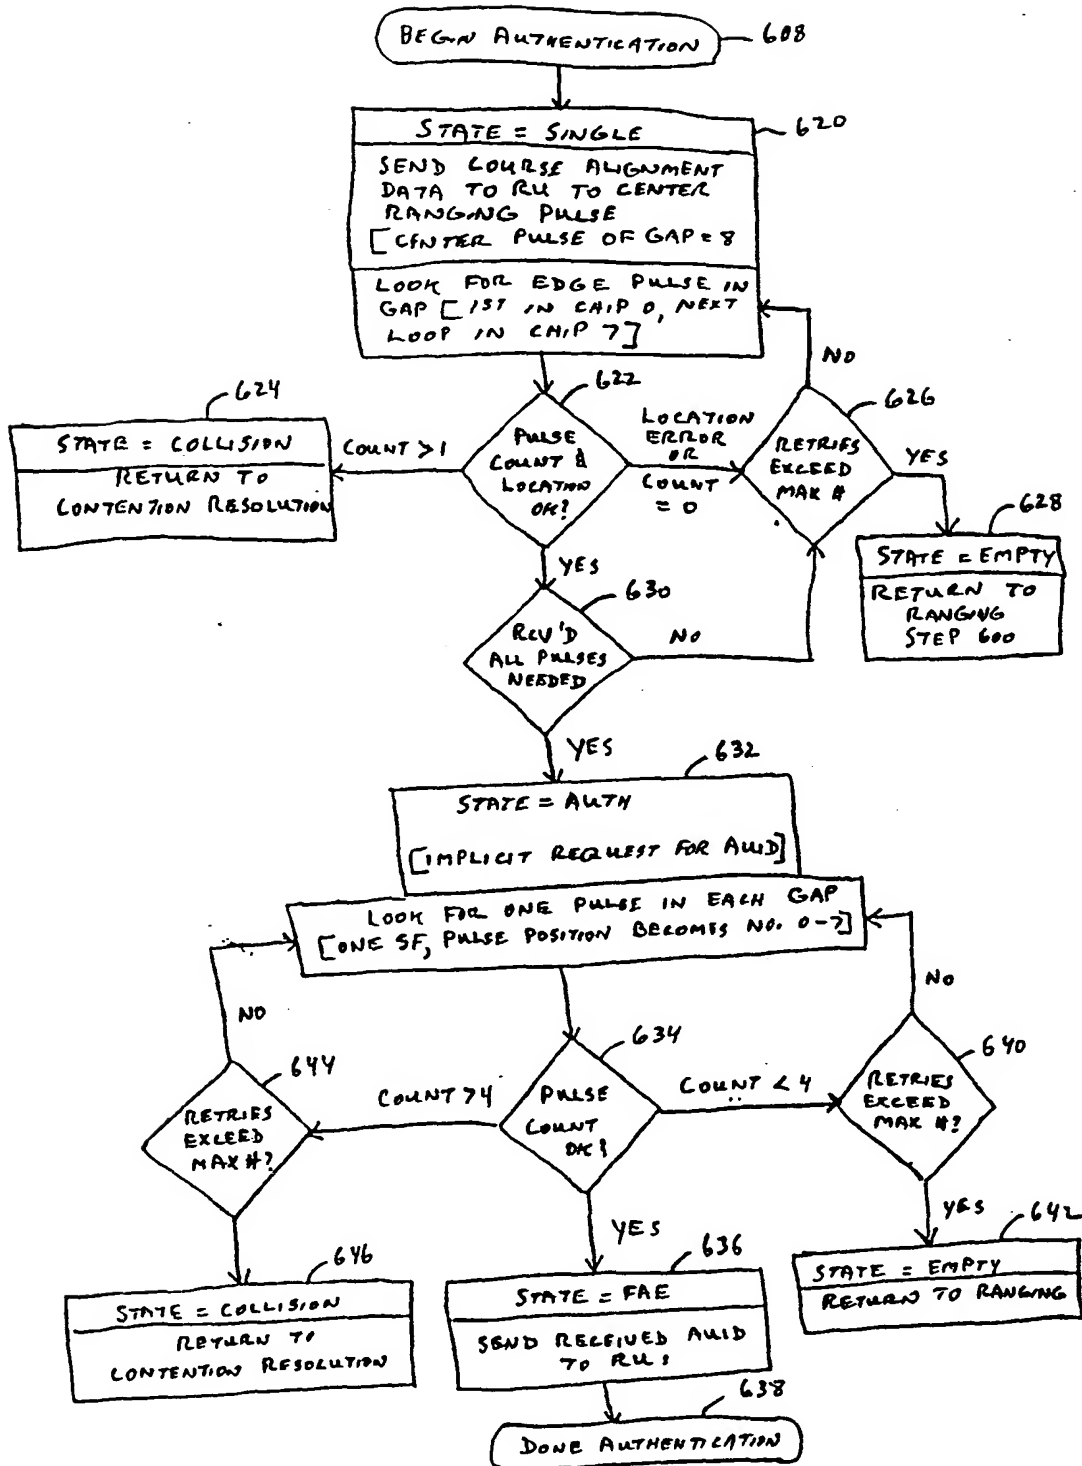 BEGIN AUTHENTICATION
608
STATE = SINGLE
620
SEND COURSE ALIGNMENT
DATA TO RU TO CENTER
RANGING PULSE
[CENTER PULSE OF GAP = 8
LOOK FOR EDGE PULSE IN
GAP [1ST IN CHIP 0, NEXT
LOOP IN CHIP 7]
NO
622
624
626
STATE = COLLISION
RETURN TO
CONTENTION RESOLUTION
COUNT > 1
PULSE
COUNT &
LOCATION
OK?
LOCATION
ERROR
OR
COUNT
= 0
RETRIES
EXCEED
MAX #
YES
628
STATE = EMPTY
RETURN TO
RANGING
STEP 600
YES
630
RCV'D
ALL PULSES
NEEDED
NO
YES
632
STATE = AUTH
[IMPLICIT REQUEST FOR AUID]
LOOK FOR ONE PULSE IN EACH GAP
[ONE SF, PULSE POSITION BECOMES NO. 0-7]
NO
NO
644
634
640
RETRIES
EXCEED
MAX #?
COUNT >4
PULSE
COUNT
OK?
COUNT < 4
RETRIES
EXCEED
MAX #?
YES
YES
646
636
642
STATE = COLLISION
RETURN TO
CONTENTION RESOLUTION
STATE = FAE
SEND RECEIVED AUID
TO RU:
STATE = EMPTY
RETURN TO RANGING
638
DONE AUTHENTICATION